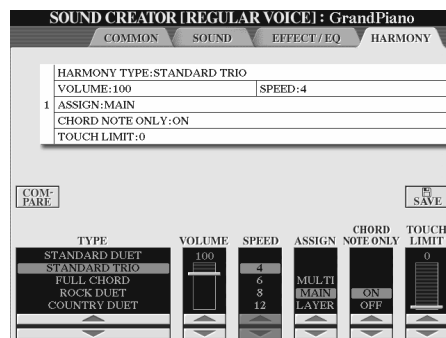 SOUND CREATOR [REGULAR VOICE] : GrandPiano
COMMON SOUND EFFECT / EQ HARMONY
HARMONY TYPE:STANDARD TRIO
VOLUME:100 SPEED:4
1 ASSIGN:MAIN
CHORD NOTE ONLY:ON
TOUCH LIMIT:0
COM-
PARE
SAVE
TYPE VOLUME SPEED ASSIGN CHORD NOTE ONLY TOUCH LIMIT
STANDARD DUET 100 0
STANDARD TRIO 4
FULL CHORD 6 MULTI
ROCK DUET 8 MAIN ON
COUNTRY DUET 12 LAYER OFF